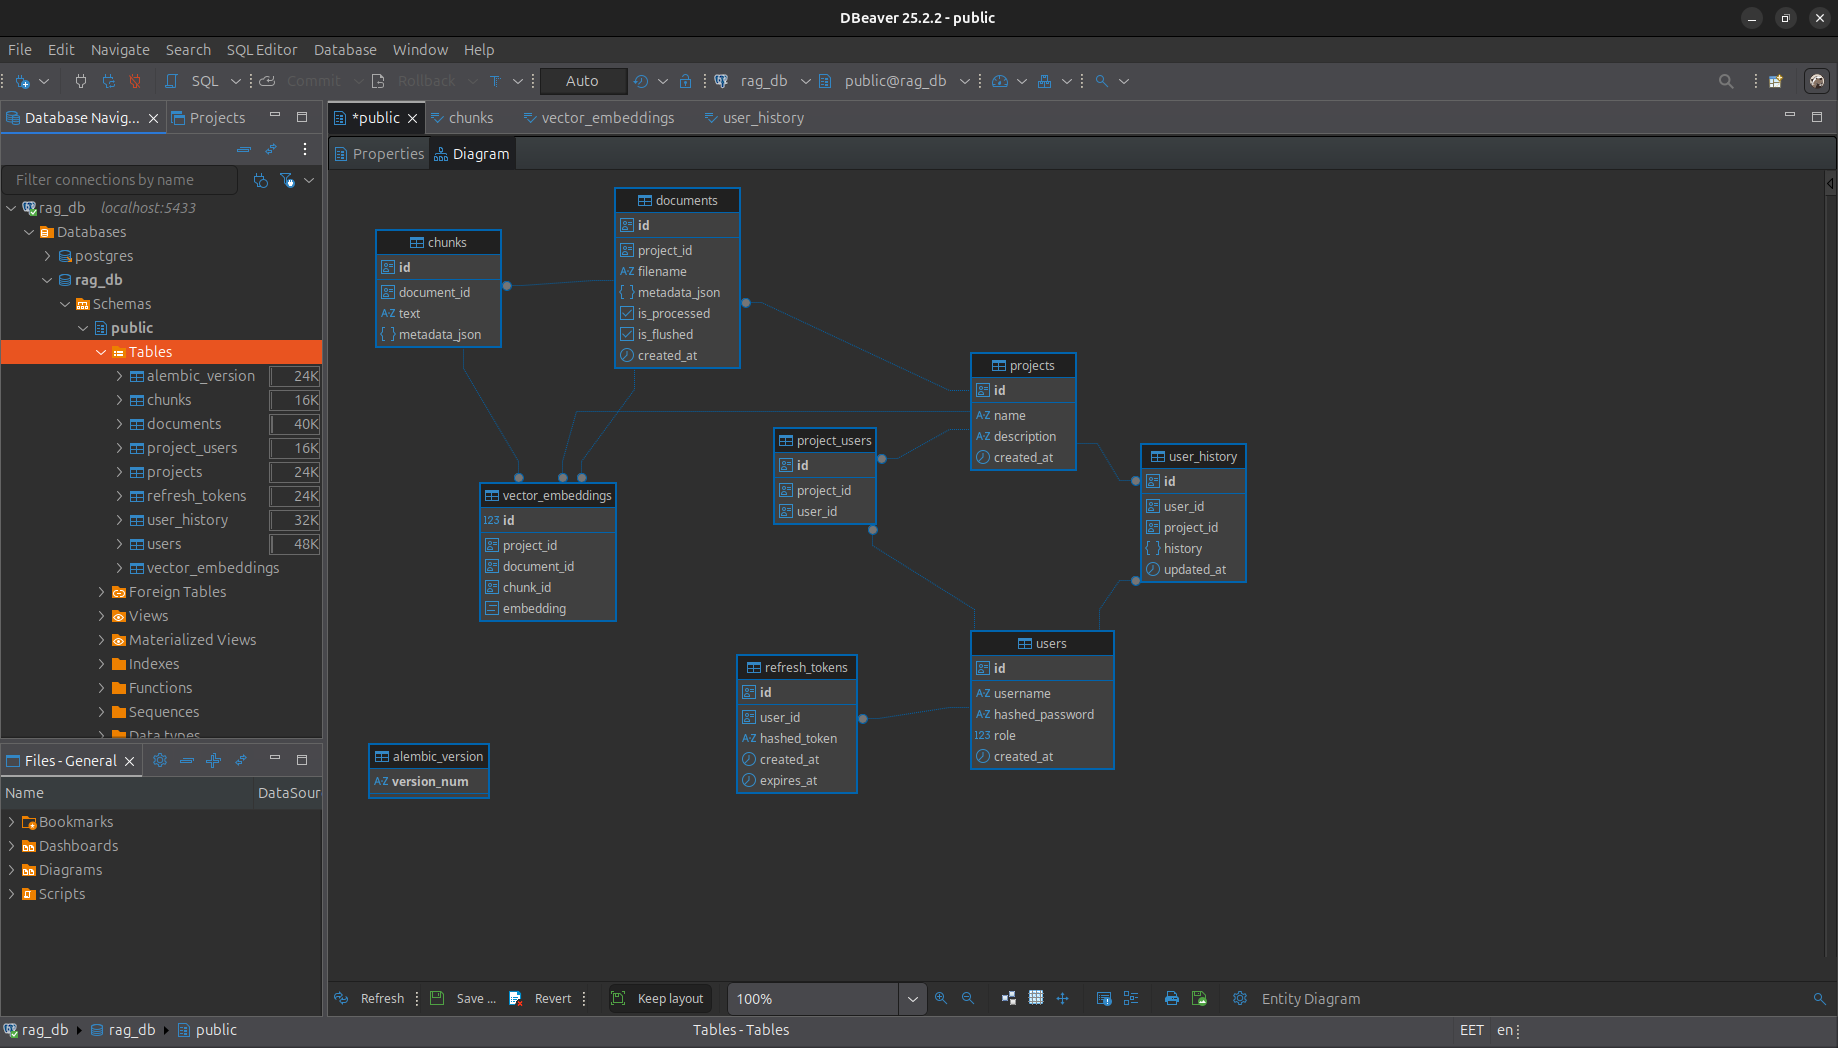 DBeaver 25.2.2 - public
File Edit Navigate Search SQL Editor Database Window Help
SQL Commit Rollback T Auto rag_db public@rag_db
Database Navig... Projects
*public chunks vector_embeddings user_history
Properties Diagram
Filter connections by name
rag_db localhost:5433
Databases
postgres
rag_db
Schemas
public
Tables
alembic_version 24K
chunks 16K
documents 40K
project_users 16K
projects 24K
refresh_tokens 24K
user_history 32K
users 48K
vector_embeddings
Foreign Tables
Views
Materialized Views
Indexes
Functions
Sequences
Data types
Files - General
Name DataSour
Bookmarks
Dashboards
Diagrams
Scripts
chunks
id
document_id
A-Z text
{ } metadata_json
documents
id
project_id
A-Z filename
{ } metadata_json
is_processed
is_flushed
created_at
projects
id
A-Z name
A-Z description
created_at
project_users
id
project_id
user_id
user_history
id
user_id
project_id
{ } history
updated_at
vector_embeddings
123 id
project_id
document_id
chunk_id
embedding
users
id
A-Z username
A-Z hashed_password
123 role
created_at
refresh_tokens
id
user_id
A-Z hashed_token
created_at
expires_at
alembic_version
A-Z version_num
Refresh Save ... Revert Keep layout 100% Entity Diagram
rag_db rag_db public Tables - Tables EET en